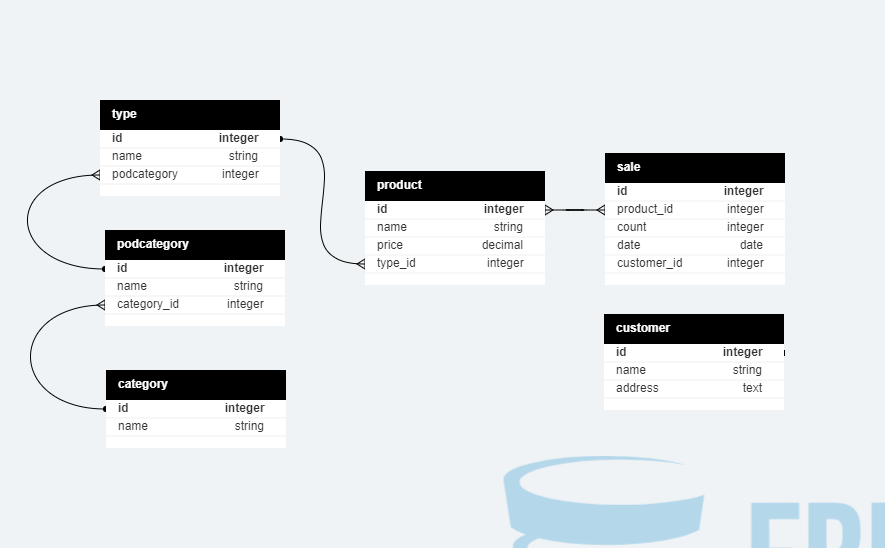 type
id integer
name string
podcategory integer
podcategory
id integer
name string
category_id integer
category
id integer
name string
product
id integer
name string
price decimal
type_id integer
sale
id integer
product_id integer
count integer
date date
customer_id integer
customer
id integer
name string
address text